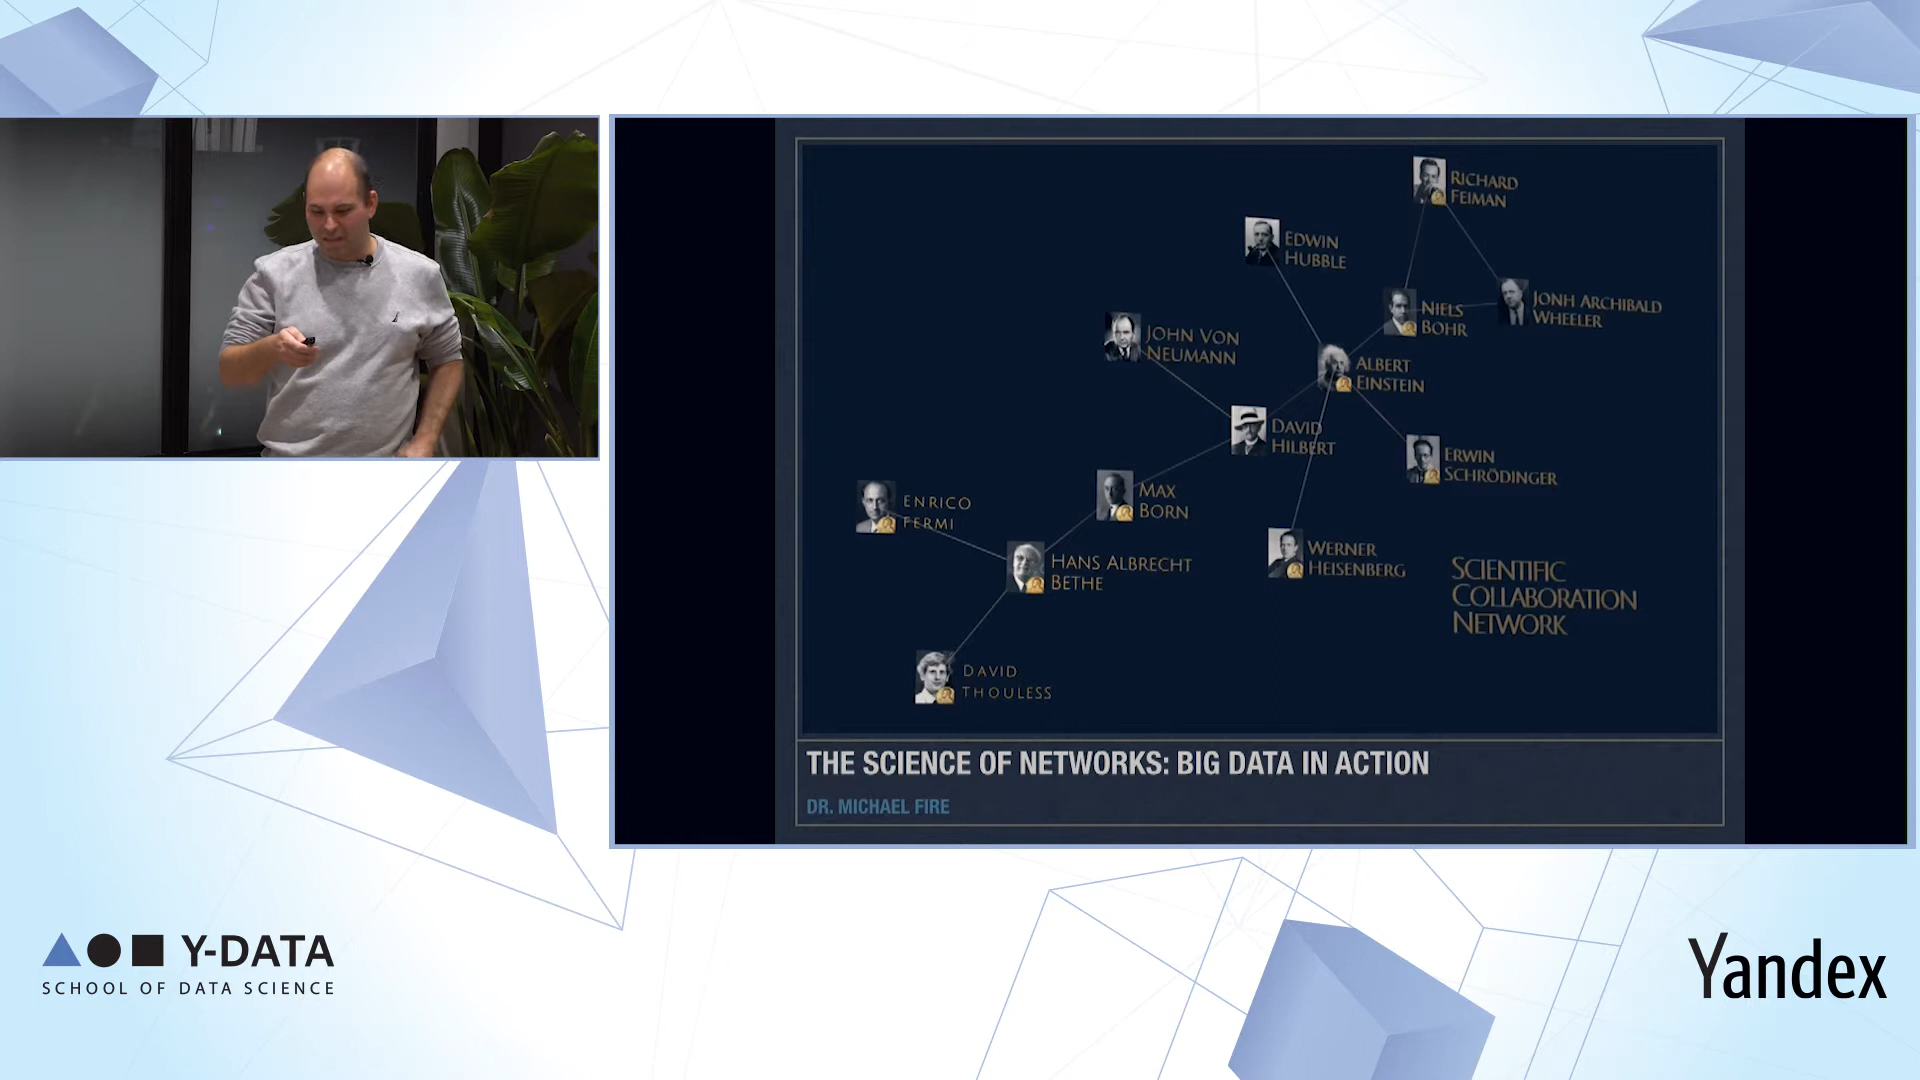 RICHARD
FEIMAN
EDWIN
HUBBLE
JONH ARCHIBALD
WHEELER
NIELS
BOHR
JOHN VON
NEUMANN
ALBERT
EINSTEIN
DAVID
HILBERT
ERWIN
SCHRÖDINGER
MAX
BORN
ENRICO
FERMI
WERNER
HEISENBERG
HANS ALBRECHT
BETHE
SCIENTIFIC
COLLABORATION
NETWORK
DAVID
THOULESS
THE SCIENCE OF NETWORKS: BIG DATA IN ACTION
DR. MICHAEL FIRE
Y-DATA
SCHOOL OF DATA SCIENCE
Yandex